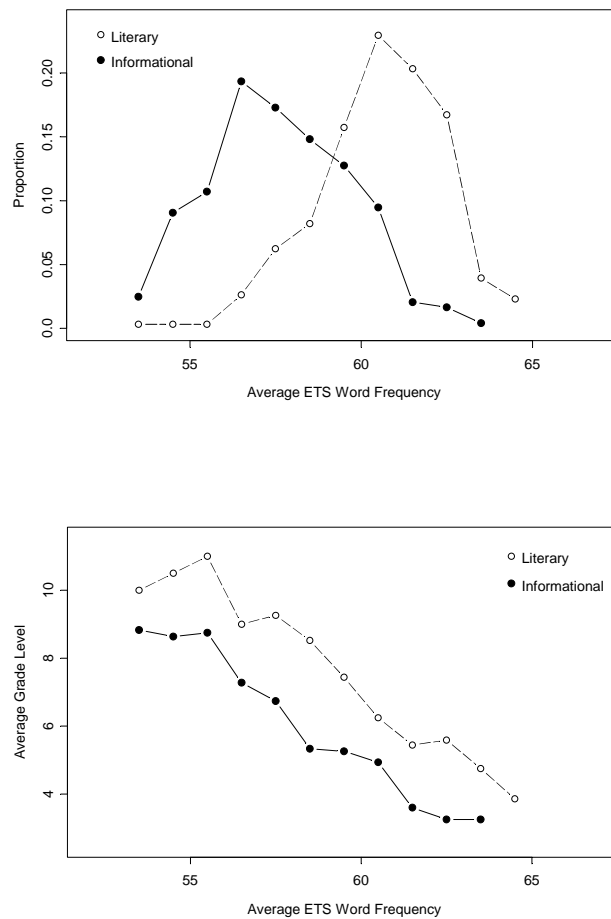 Literary
Informational
0.20
0.15
0.10
0.05
0.0
Proportion
55 60 65
Average ETS Word Frequency
Literary
Informational
10
8
6
4
Average Grade Level
55 60 65
Average ETS Word Frequency